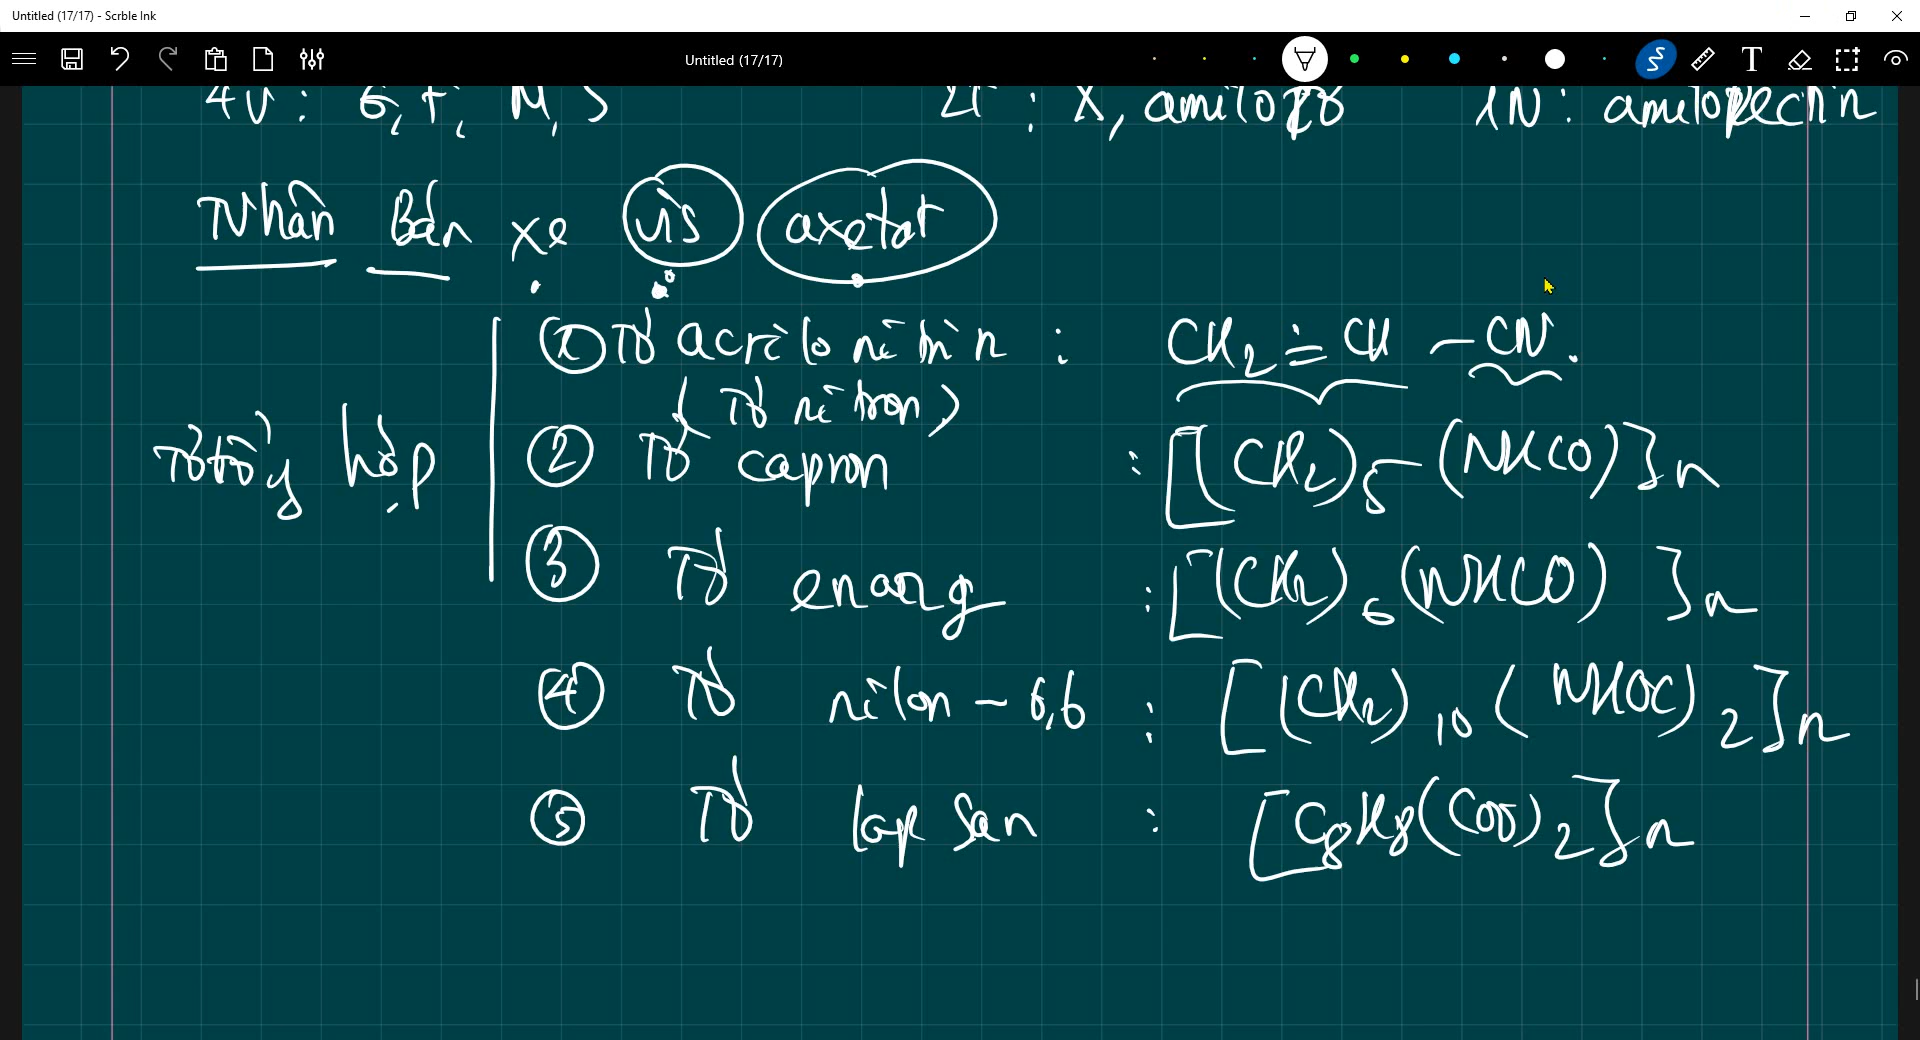 Untitled (17/17) - Scrble Ink
Untitled (17/17)
4V : G, T, M, S 2T : X, amilozo 1N : amilopectin
Nhân Bán xe vis axetat
① Tơ acrilonitrin : CH2 = CH - CN.
(Tơ nitron)
Tơ tổng hợp
② Tơ capron : [(CH2)5-(NHCO)]n
③ Tơ enang : [(CH2)6(NHCO)]n
④ Tơ nilon - 6,6 : [(CH2)10(NHOC)2]n
⑤ Tơ lapsan : [C8H8(COO)2]n